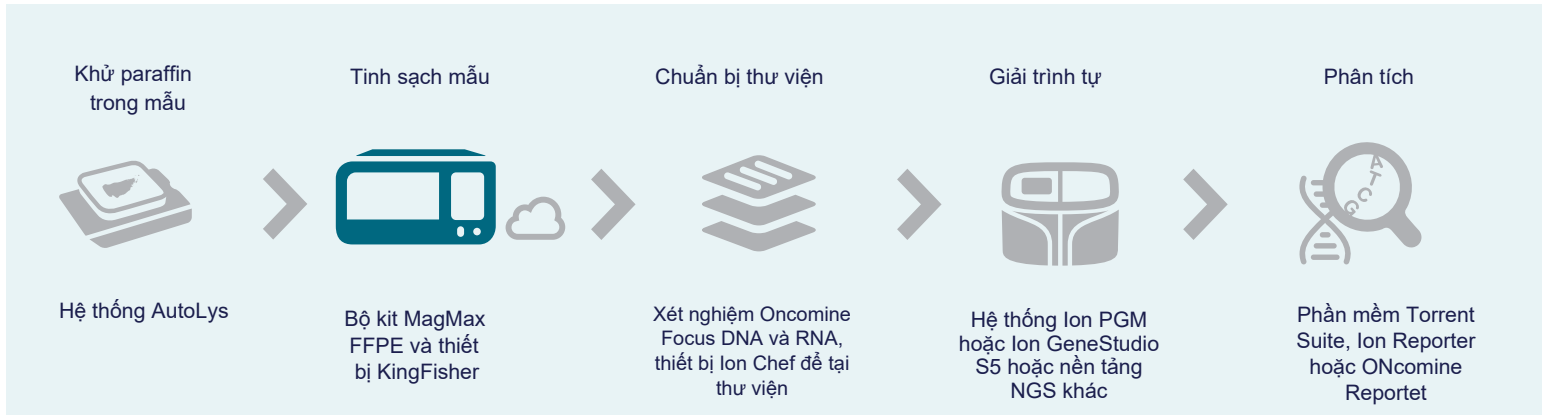 Khử paraffin
trong mẫu
Tinh sạch mẫu
Chuẩn bị thư viện
Giải trình tự
Phân tích
A
T
C
G
Hệ thống AutoLys
Bộ kit MagMax
FFPE và thiết
bị KingFisher
Xét nghiệm Oncomine
Focus DNA và RNA,
thiết bị Ion Chef để tại
thư viện
Hệ thống Ion PGM
hoặc Ion GeneStudio
S5 hoặc nền tảng
NGS khác
Phần mềm Torrent
Suite, Ion Reporter
hoặc ONcomine
Reportet